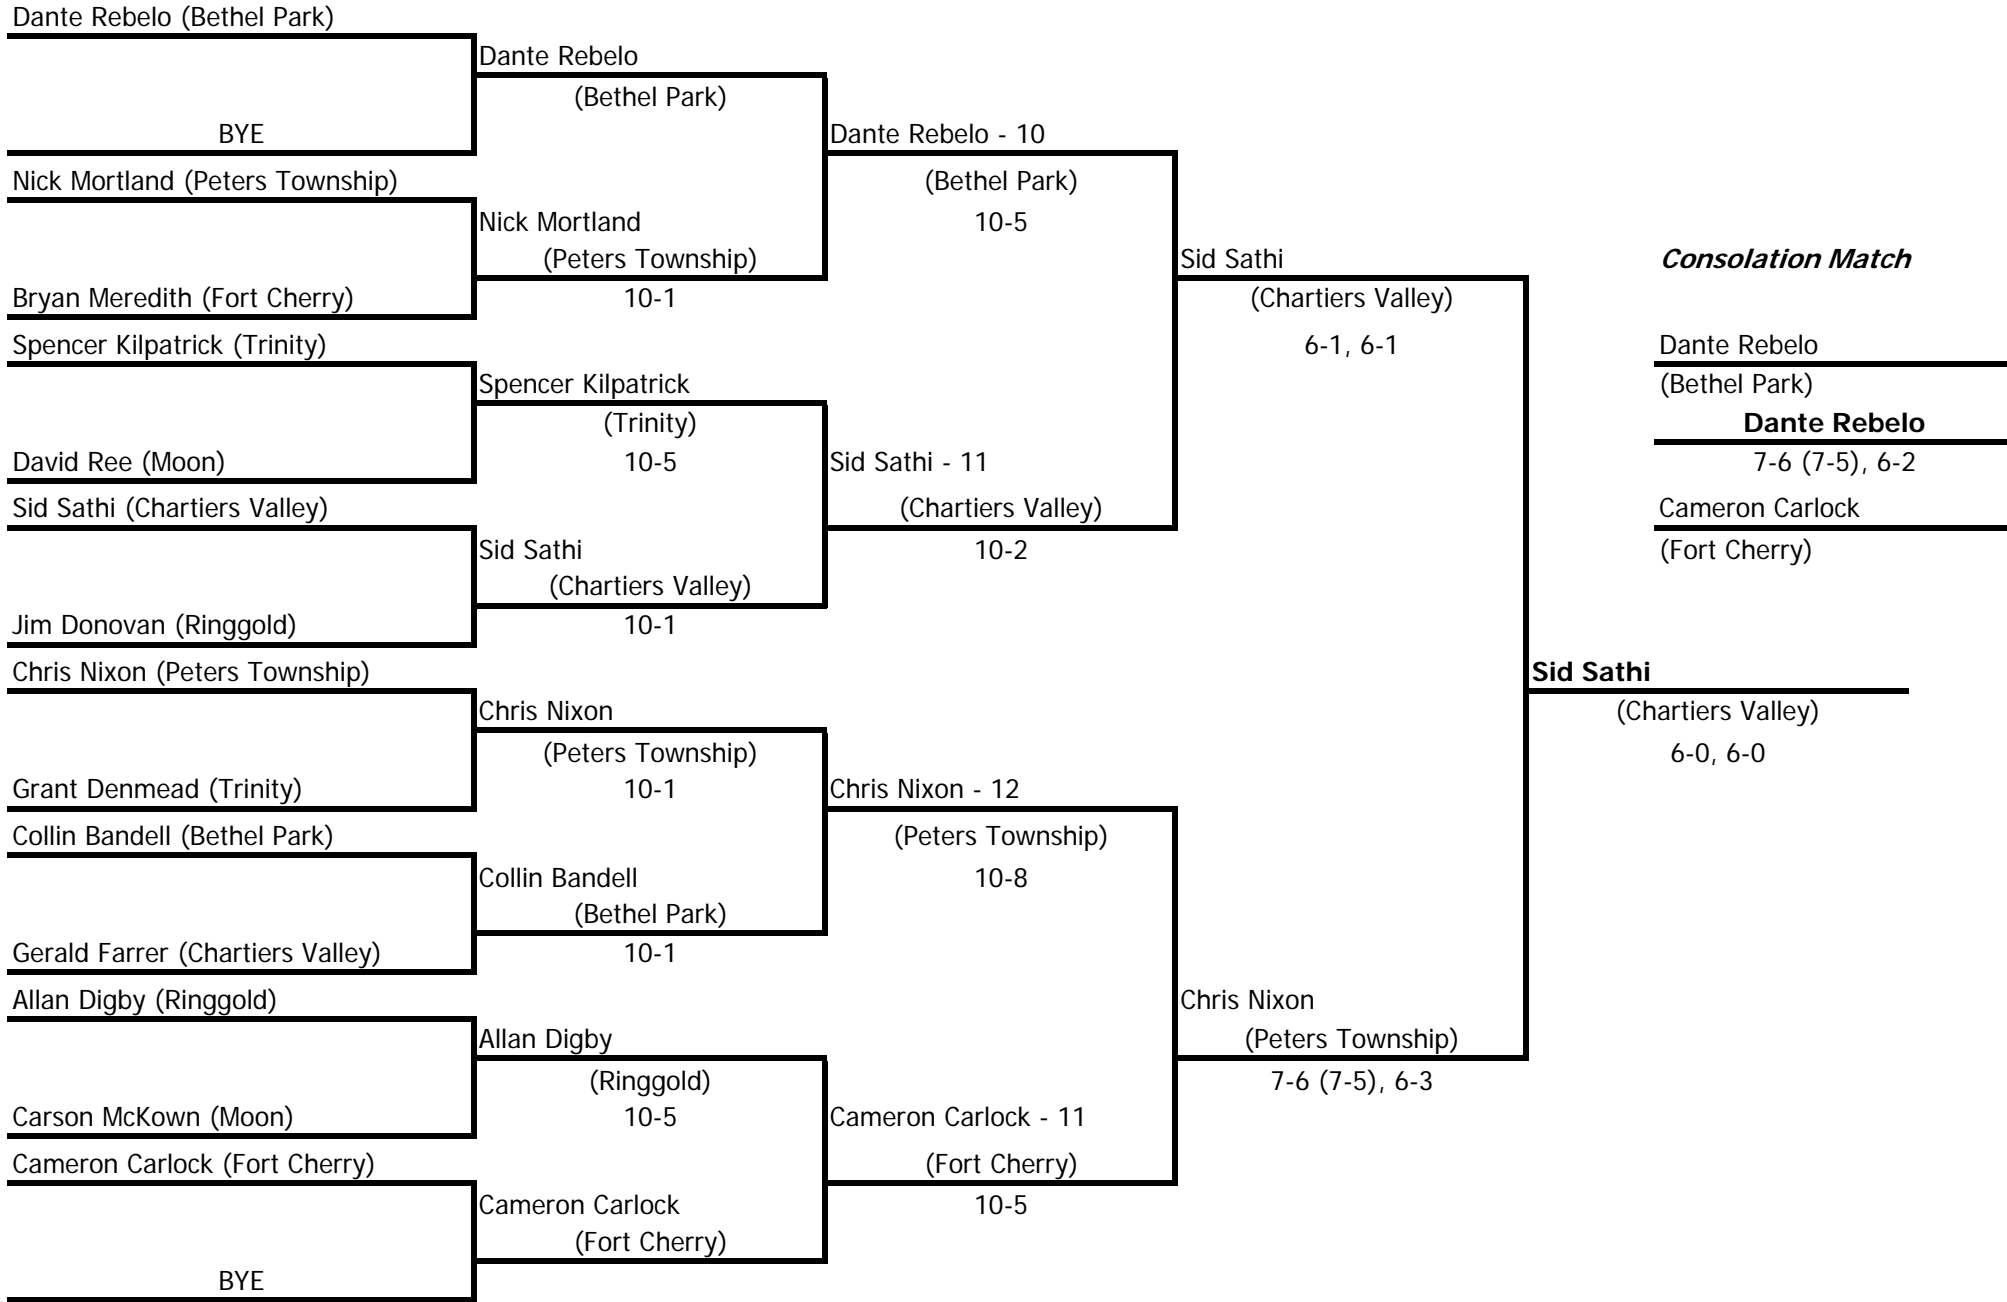 Dante Rebelo (Bethel Park)
Dante Rebelo
(Bethel Park)
BYE
Dante Rebelo - 10
Nick Mortland (Peters Township)
(Bethel Park)
Nick Mortland
10-5
(Peters Township)
Sid Sathi
Consolation Match
Bryan Meredith (Fort Cherry)
10-1
(Chartiers Valley)
Spencer Kilpatrick (Trinity)
6-1, 6-1
Dante Rebelo
Spencer Kilpatrick
(Bethel Park)
(Trinity)
Dante Rebelo
David Ree (Moon)
10-5
Sid Sathi - 11
7-6 (7-5), 6-2
Sid Sathi (Chartiers Valley)
(Chartiers Valley)
Cameron Carlock
Sid Sathi
10-2
(Fort Cherry)
(Chartiers Valley)
Jim Donovan (Ringgold)
10-1
Chris Nixon (Peters Township)
Sid Sathi
Chris Nixon
(Chartiers Valley)
(Peters Township)
6-0, 6-0
Grant Denmead (Trinity)
10-1
Chris Nixon - 12
Collin Bandell (Bethel Park)
(Peters Township)
Collin Bandell
10-8
(Bethel Park)
Gerald Farrer (Chartiers Valley)
10-1
Allan Digby (Ringgold)
Chris Nixon
Allan Digby
(Peters Township)
(Ringgold)
7-6 (7-5), 6-3
Carson McKown (Moon)
10-5
Cameron Carlock - 11
Cameron Carlock (Fort Cherry)
(Fort Cherry)
Cameron Carlock
10-5
(Fort Cherry)
BYE